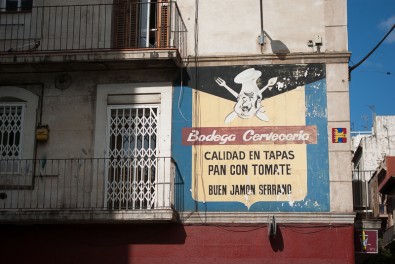 Bodega Cerveceria
CALIDAD EN TAPAS
PAN CON TOMATE
BUEN JAMON SERRANO